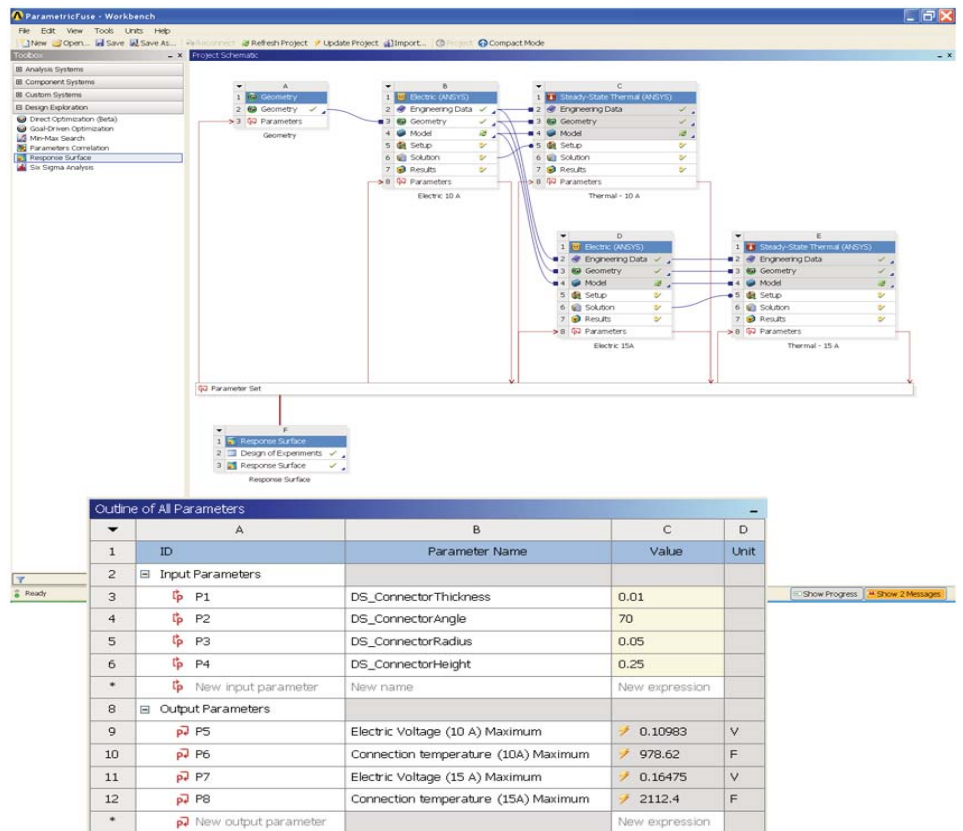 ParametricFuse - Workbench
File Edit View Tools Units Help
New Open... Save Save As... Reconnect Refresh Project Update Project Import... Project Compact Mode
Toolbox
Analysis Systems
Component Systems
Custom Systems
Design Exploration
Direct Optimization (Beta)
Goal-Driven Optimization
Min-Max Search
Parameters Correlation
Response Surface
Six Sigma Analysis
Project Schematic
A
1 Geometry
2 Geometry
3 Parameters
Geometry
B
1 Electric (ANSYS)
2 Engineering Data
3 Geometry
4 Model
5 Setup
6 Solution
7 Results
8 Parameters
Electric 10 A
C
1 Steady-State Thermal (ANSYS)
2 Engineering Data
3 Geometry
4 Model
5 Setup
6 Solution
7 Results
8 Parameters
Thermal - 10 A
D
1 Electric (ANSYS)
2 Engineering Data
3 Geometry
4 Model
5 Setup
6 Solution
7 Results
8 Parameters
Electric 15A
E
1 Steady-State Thermal (ANSYS)
2 Engineering Data
3 Geometry
4 Model
5 Setup
6 Solution
7 Results
8 Parameters
Thermal - 15 A
Parameter Set
F
1 Response Surface
2 Design of Experiments
3 Response Surface
Response Surface
Outline of All Parameters
A B C D
1 ID Parameter Name Value Unit
2 Input Parameters
3 P1 DS_ConnectorThickness 0.01
4 P2 DS_ConnectorAngle 70
5 P3 DS_ConnectorRadius 0.05
6 P4 DS_ConnectorHeight 0.25
* New input parameter New name New expression
8 Output Parameters
9 P5 Electric Voltage (10 A) Maximum 0.10983 V
10 P6 Connection temperature (10A) Maximum 978.62 F
11 P7 Electric Voltage (15 A) Maximum 0.16475 V
12 P8 Connection temperature (15A) Maximum 2112.4 F
* New output parameter New expression
Ready
Show Progress Show 2 Messages